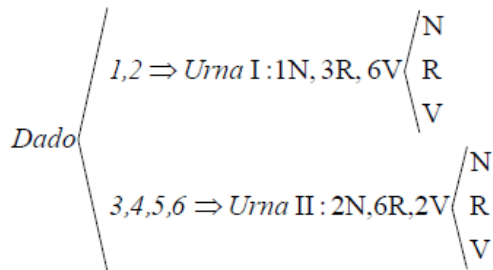 N
1,2 ⇒ Urna I :1N, 3R, 6V R
V
Dado
N
3,4,5,6 ⇒ Urna II : 2N,6R,2V R
V